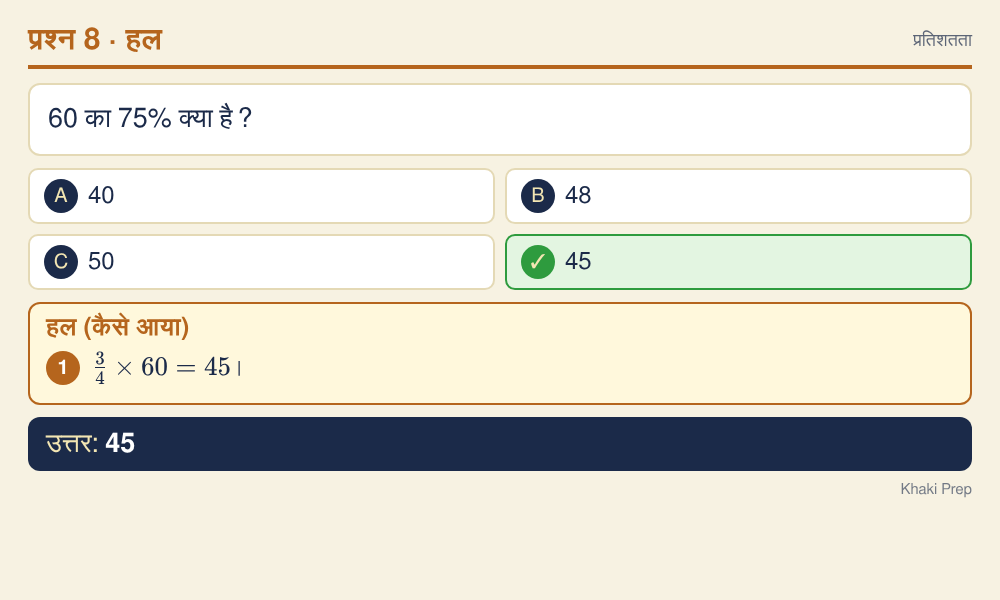 प्रश्न 8 · हल
प्रतिशतता
60 का 75% क्या है ?
A 40
B 48
C 50
✓ 45
हल (कैसे आया)
1 3/4 × 60 = 45।
उत्तर: 45
Khaki Prep